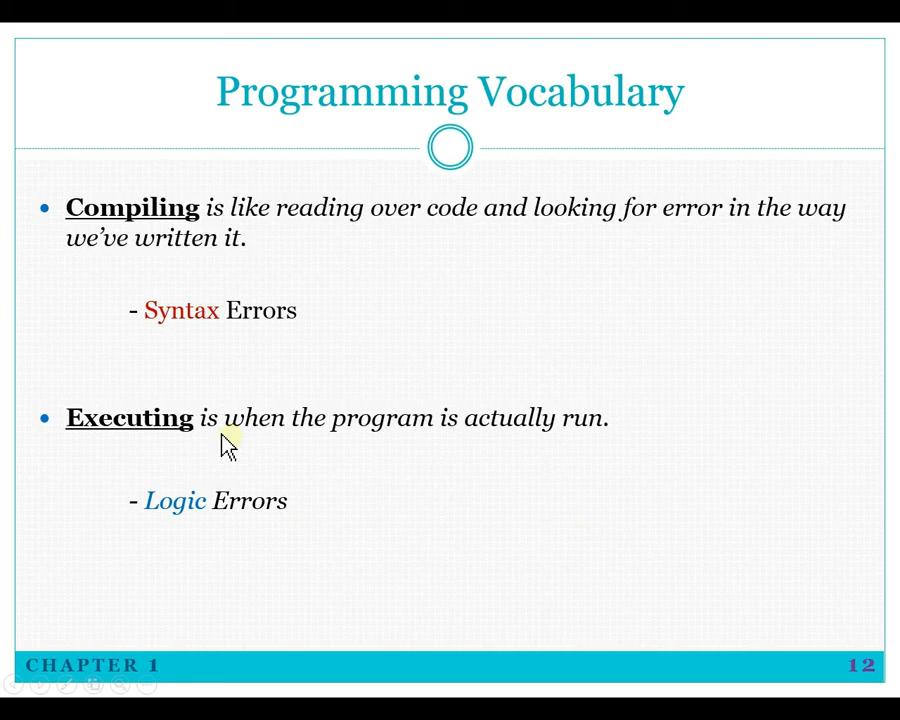 Programming Vocabulary
• Compiling is like reading over code and looking for error in the way
we've written it.
- Syntax Errors
• Executing is when the program is actually run.
- Logic Errors
CHAPTER 1
12